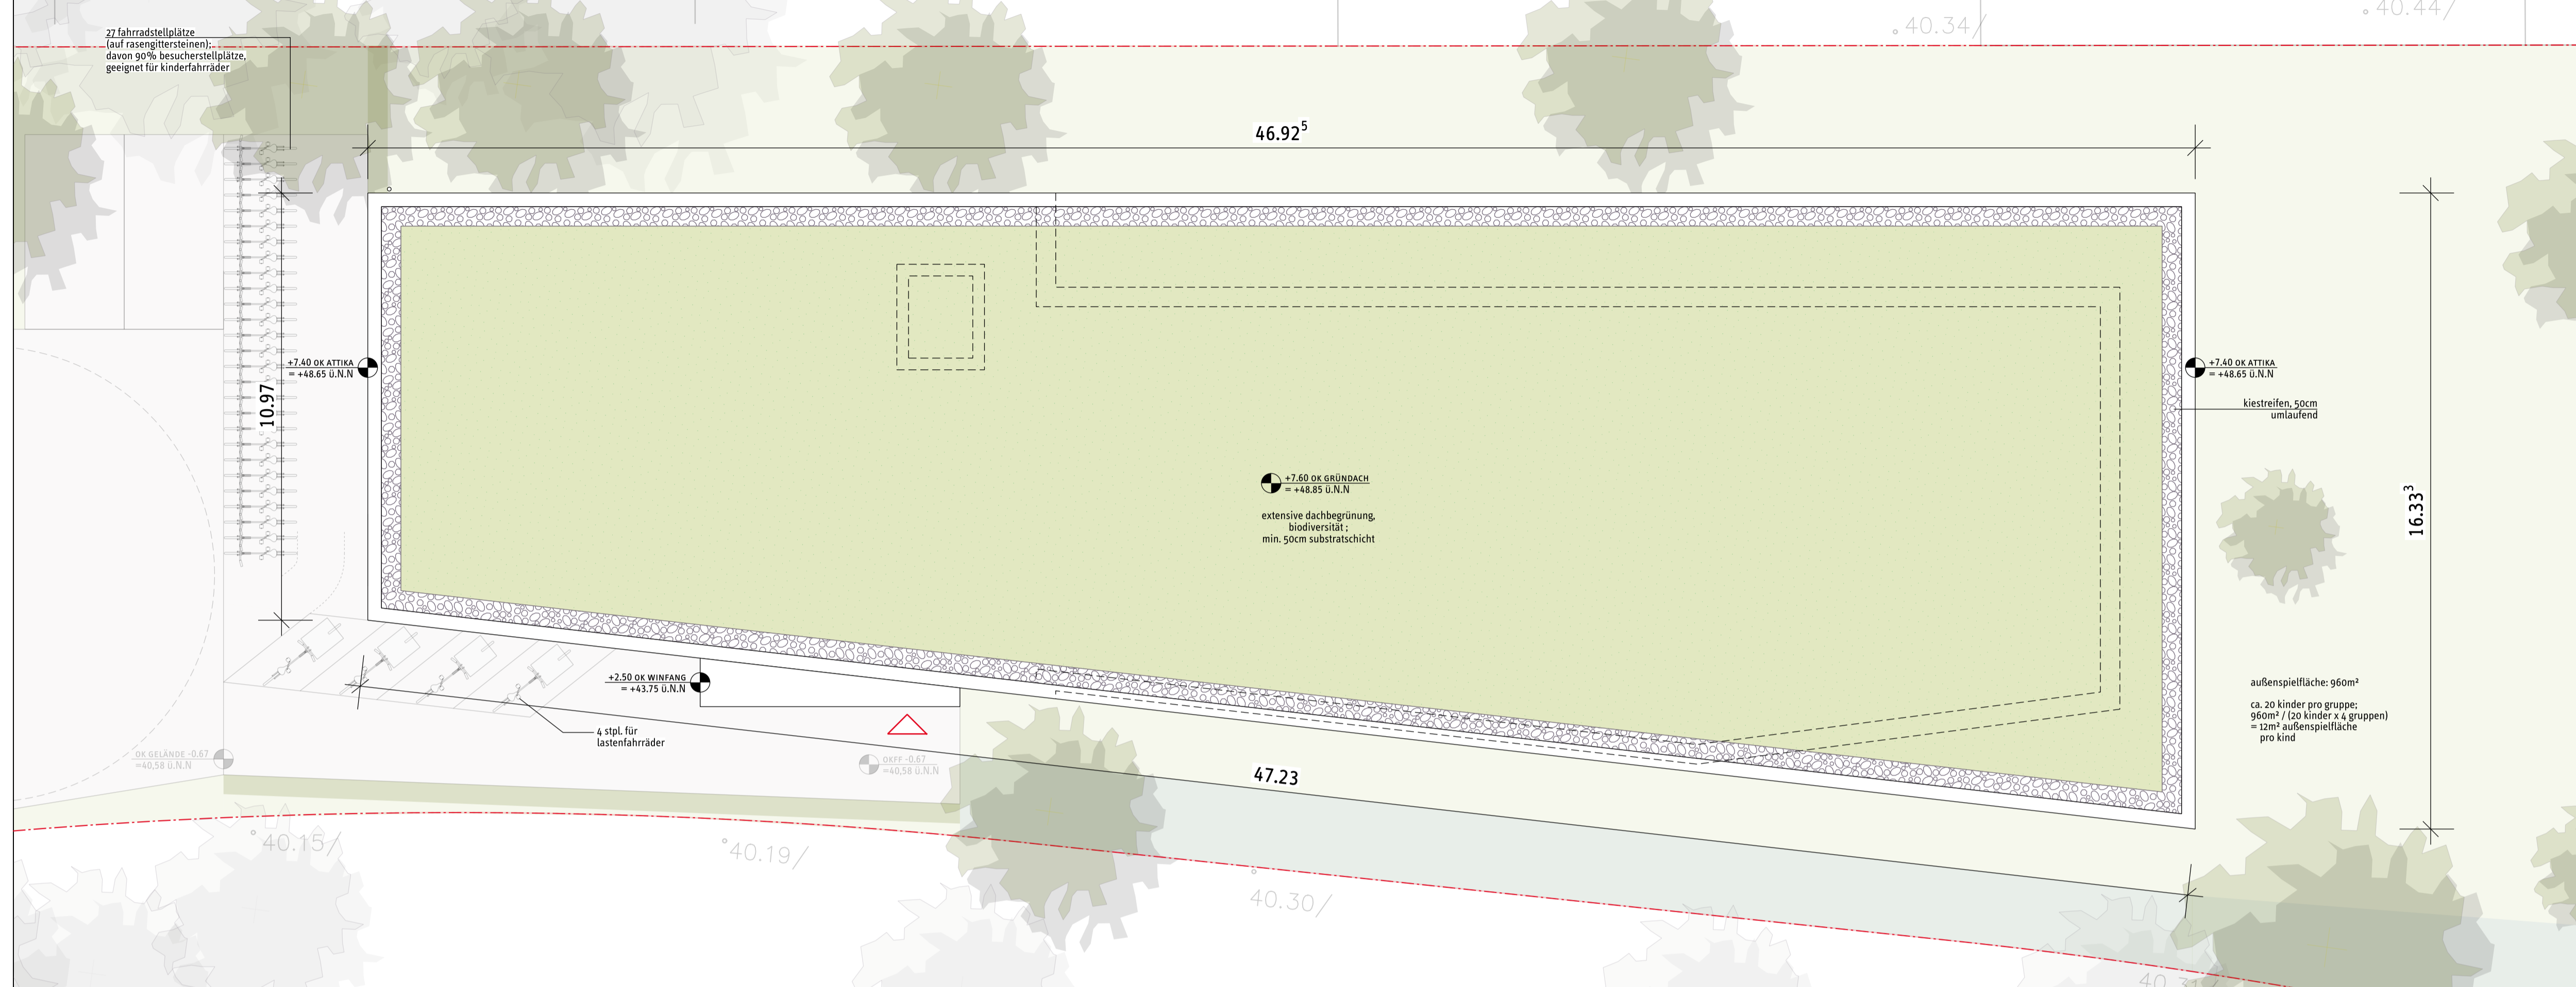 27 fahrradstellplätze
(auf rasengittersteinen);
davon 90% besucherstellplätze,
geeignet für kinderfahrräder
40.34/
40.44/
46.92⁵
10.97
+7.40 OK ATTIKA
= +48.65 ü.N.N
+7.40 OK ATTIKA
= +48.65 ü.N.N
kiestreifen, 50cm
umlaufend
+7.60 OK GRÜNDACH
= +48.85 ü.N.N
extensive dachbegrünung,
biodiversität ;
min. 50cm substratschicht
16.33³
+2.50 OK WINFANG
= +43.75 ü.N.N
außenspielfläche: 960m²
ca. 20 kinder pro gruppe;
960m² / (20 kinder x 4 gruppen)
= 12m² außenspielfläche
pro kind
4 stpl. für
lastenfahrräder
OK GELÄNDE -0.67
=40,58 ü.N.N
OKFF -0.67
=40,58 ü.N.N
47.23
40.15/
40.19/
40.30/